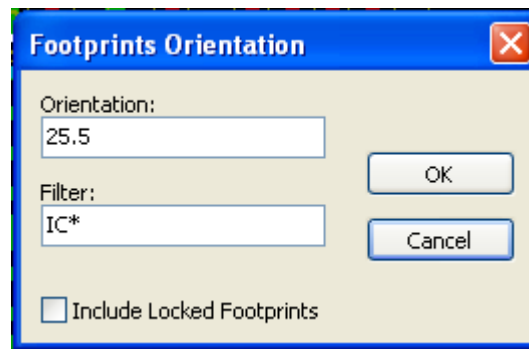 Footprints Orientation
Orientation:
25.5
OK
Filter:
IC*
Cancel
Include Locked Footprints